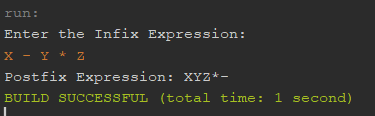 run:
Enter the Infix Expression:
X - Y * Z
Postfix Expression: XYZ*-
BUILD SUCCESSFUL (total time: 1 second)